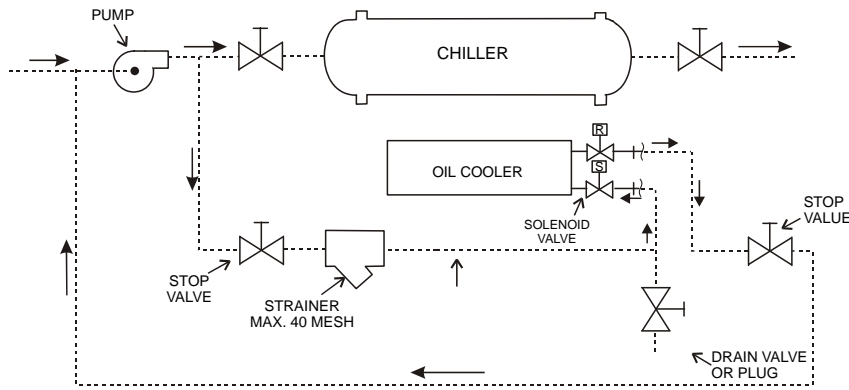 PUMP
CHILLER
R
OIL COOLER
S
SOLENOID
VALVE
STOP
VALUE
STOP
VALVE
STRAINER
MAX. 40 MESH
DRAIN VALVE
OR PLUG